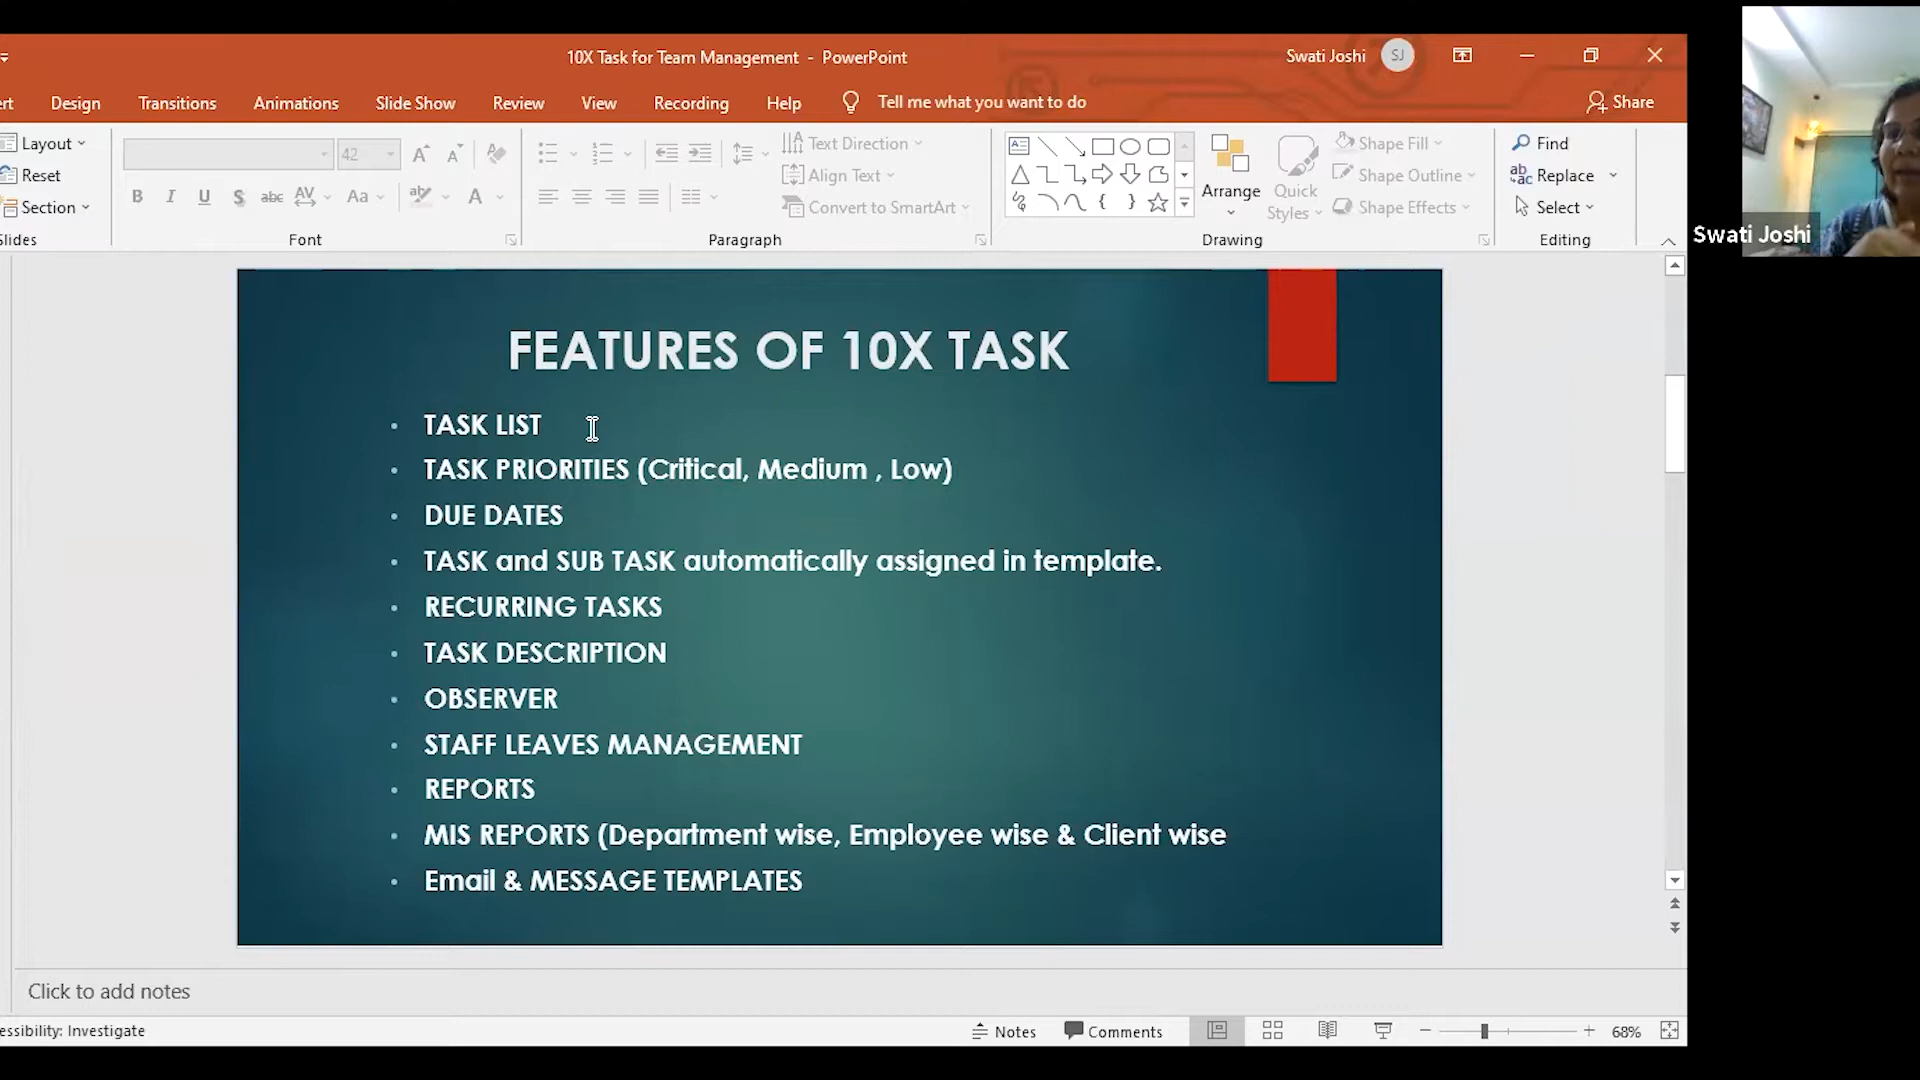 10X Task for Team Management - PowerPoint
Swati Joshi
SJ
Design
Transitions
Animations
Slide Show
Review
View
Recording
Help
Tell me what you want to do
Share
Layout
Reset
Section
42
B I U S abc AV Aa A
Font
Text Direction
Align Text
Convert to SmartArt
Paragraph
Arrange
Quick
Styles
Shape Fill
Shape Outline
Shape Effects
Drawing
Find
Replace
Select
Editing
Swati Joshi
FEATURES OF 10X TASK
• TASK LIST
• TASK PRIORITIES (Critical, Medium , Low)
• DUE DATES
• TASK and SUB TASK automatically assigned in template.
• RECURRING TASKS
• TASK DESCRIPTION
• OBSERVER
• STAFF LEAVES MANAGEMENT
• REPORTS
• MIS REPORTS (Department wise, Employee wise & Client wise
• Email & MESSAGE TEMPLATES
Click to add notes
essibility: Investigate
Notes
Comments
68%